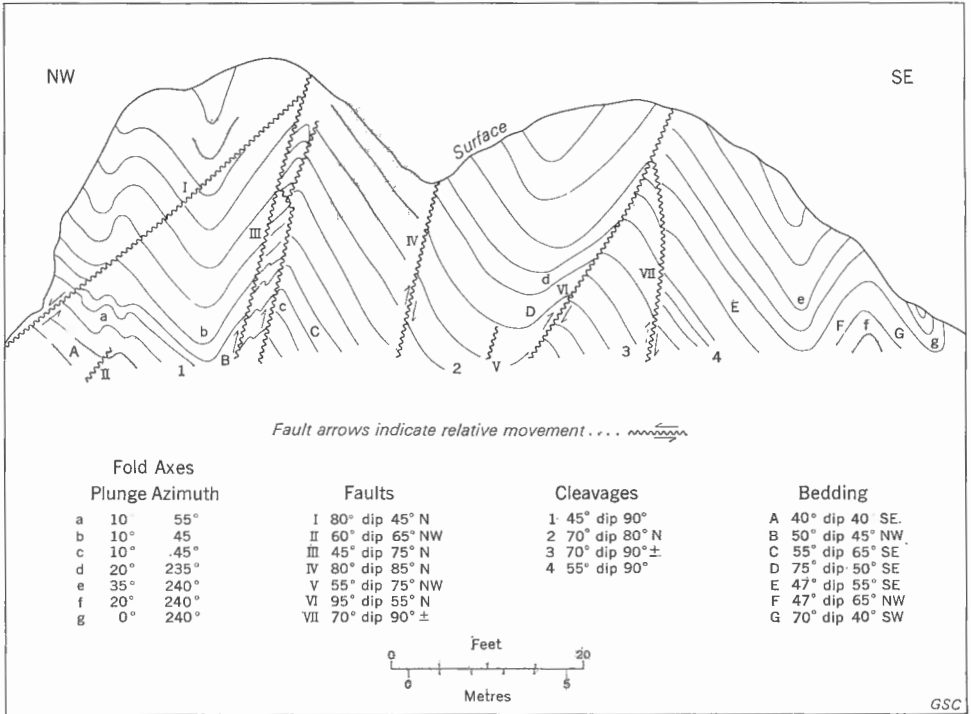 NW
SE
Surface
I
III
IV
d
D
VI
VII
E
e
F
f
G
g
a
A
II
1
b
B
c
C
2
V
3
4
Fault arrows indicate relative movement ....
Fold Axes
Plunge Azimuth
a 10° 55°
b 10° 45
c 10° .45°
d 20° 235°
e 35° 240°
f 20° 240°
g 0° 240°
Faults
I 80° dip 45° N
II 60° dip 65° NW
III 45° dip 75° N
IV 80° dip 85° N
V 55° dip 75° NW
VI 95° dip 55° N
VII 70° dip 90° ±
Cleavages
1 45° dip 90°
2 70° dip 80° N
3 70° dip 90° ±
4 55° dip 90°
Bedding
A 40° dip 40° SE.
B 50° dip 45° NW
C 55° dip 65° SE
D 75° dip 50° SE
E 47° dip 55° SE
F 47° dip 65° NW
G 70° dip 40° SW
Feet
0 20
0 5
Metres
GSC